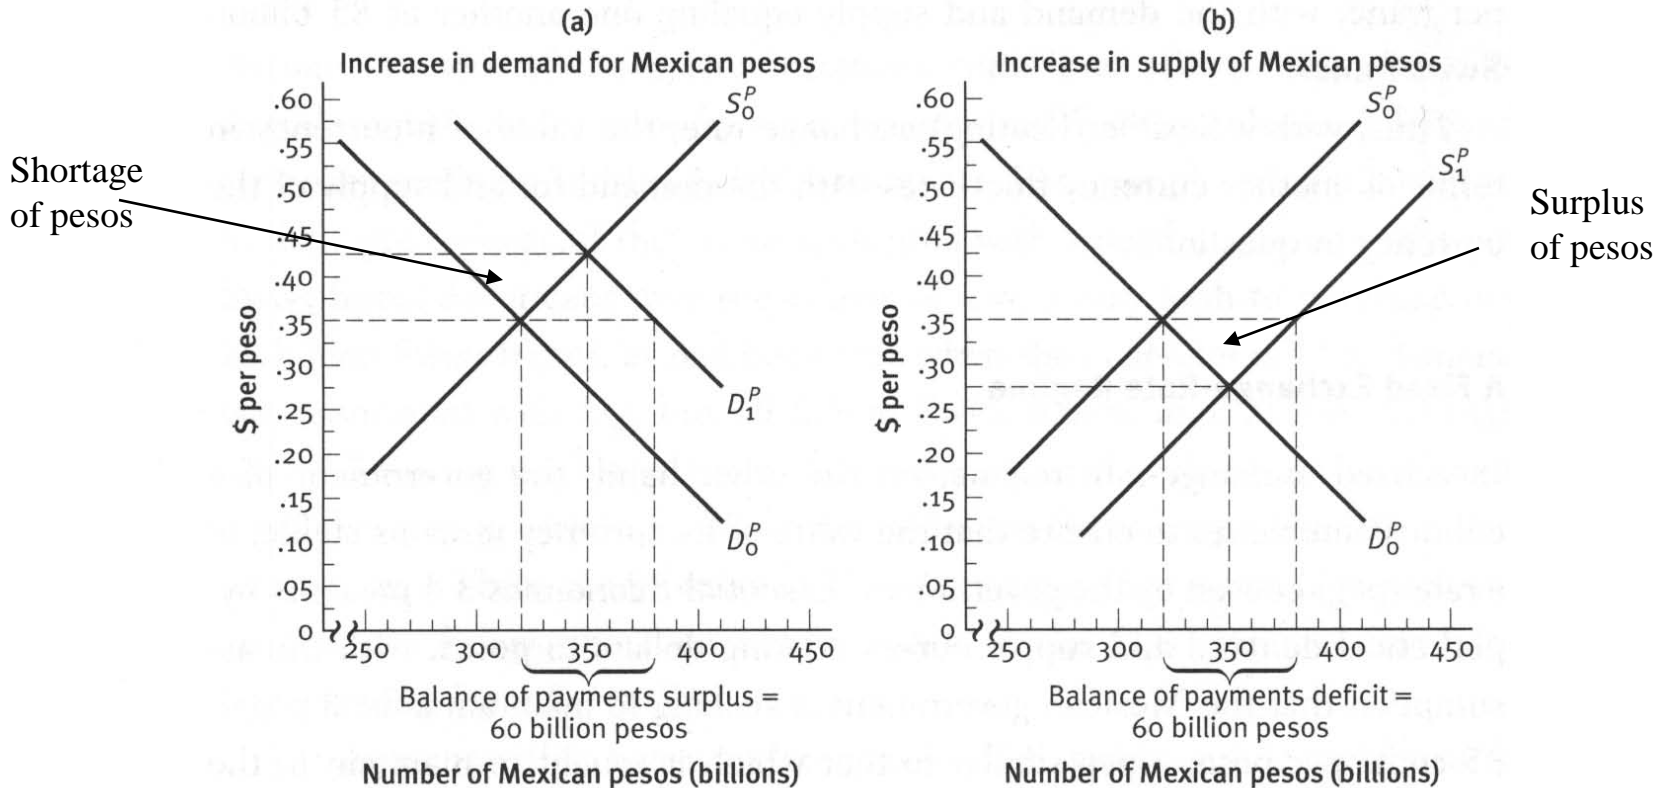 (a)
Increase in demand for Mexican pesos
Shortage
of pesos
$ per peso
.60
.55
.50
.45
.40
.35
.30
.25
.20
.15
.10
.05
0
S₀ᴾ
D₁ᴾ
D₀ᴾ
250 300 350 400 450
Balance of payments surplus =
60 billion pesos
Number of Mexican pesos (billions)
(b)
Increase in supply of Mexican pesos
$ per peso
.60
.55
.50
.45
.40
.35
.30
.25
.20
.15
.10
.05
0
S₀ᴾ
S₁ᴾ
Surplus
of pesos
D₀ᴾ
250 300 350 400 450
Balance of payments deficit =
60 billion pesos
Number of Mexican pesos (billions)